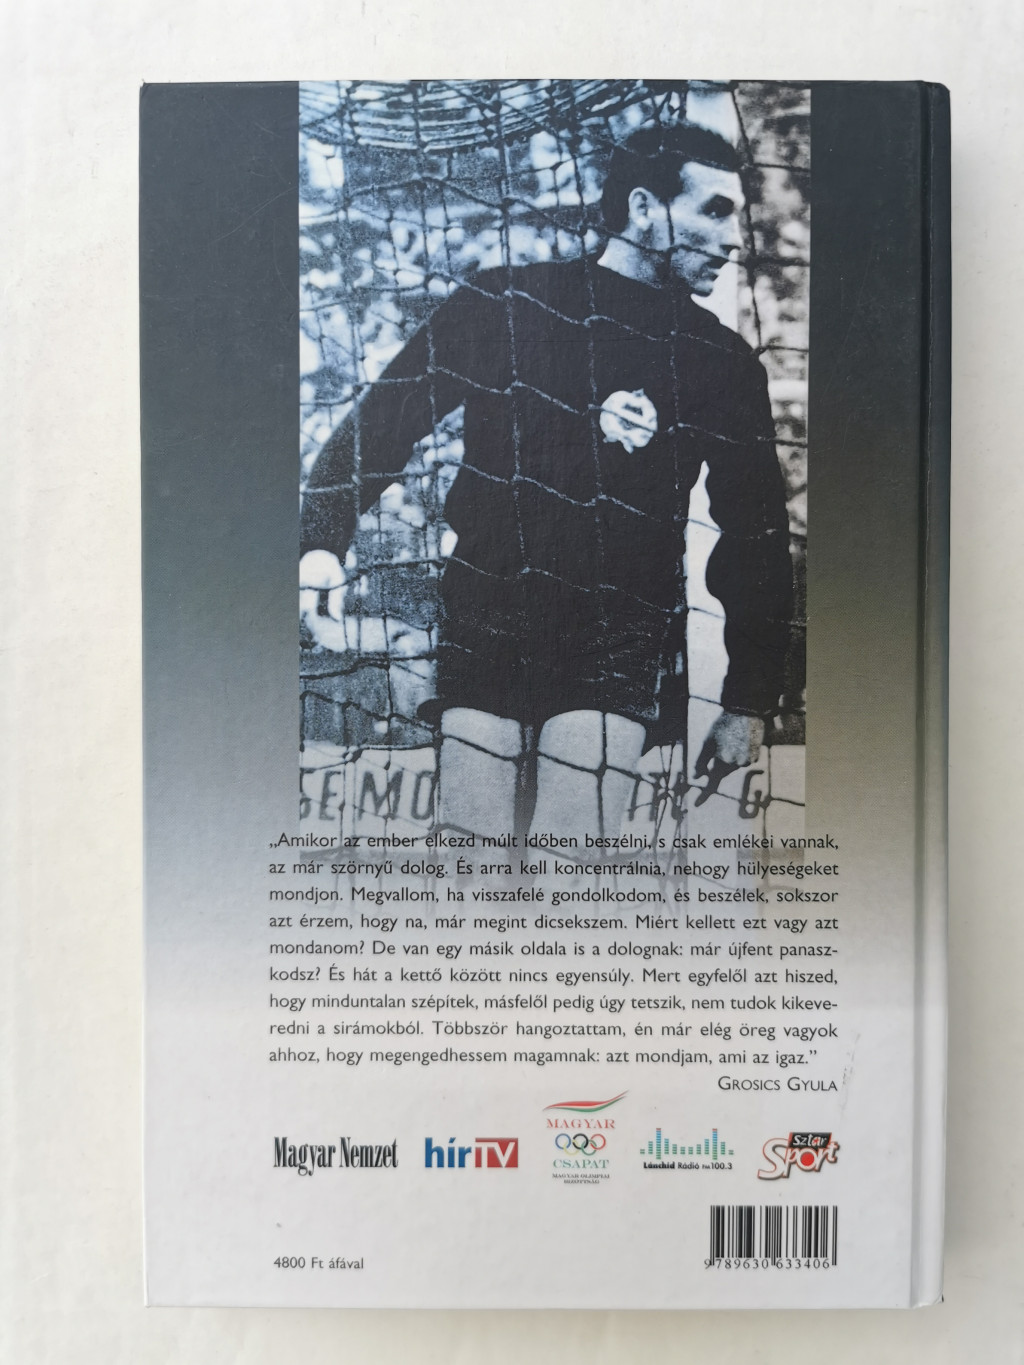 „Amikor az ember elkezd múlt időben beszélni, s csak emlékei vannak,
az már szörnyű dolog. És arra kell koncentrálnia, nehogy hülyeségeket
mondjon. Megvallom, ha visszafelé gondolkodom, és beszélek, sokszor
azt érzem, hogy na, már megint dicsekszem. Miért kellett ezt vagy azt
mondanom? De van egy másik oldala is a dolognak: már újfent panasz-
kodsz? És hát a kettő között nincs egyensúly. Mert egyfelől azt hiszed,
hogy minduntalan szépítek, másfelől pedig úgy tetszik, nem tudok kikeve-
redni a sirámokból. Többször hangoztattam, én már elég öreg vagyok
ahhoz, hogy megengedhessem magamnak: azt mondjam, ami az igaz.”
GROSICS GYULA
Magyar Nemzet
hírTV
MAGYAR
CSAPAT
MAGYAR OLIMPIAI
BIZOTTSÁG
Lánchíd Rádió FM 100.3
Sztár
Sport
4800 Ft áfával
9 789630 633406